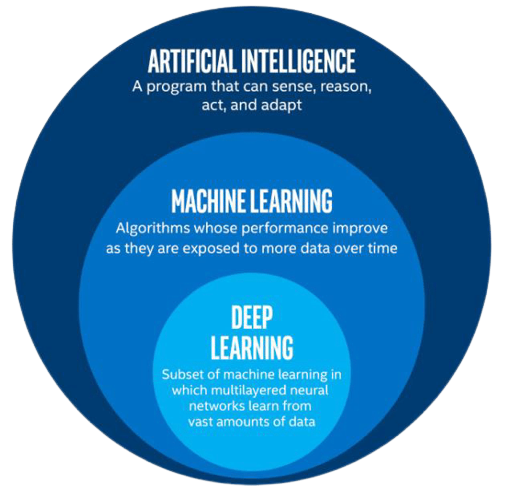 ARTIFICIAL INTELLIGENCE
A program that can sense, reason,
act, and adapt
MACHINE LEARNING
Algorithms whose performance improve
as they are exposed to more data over time
DEEP
LEARNING
Subset of machine learning in
which multilayered neural
networks learn from
vast amounts of data